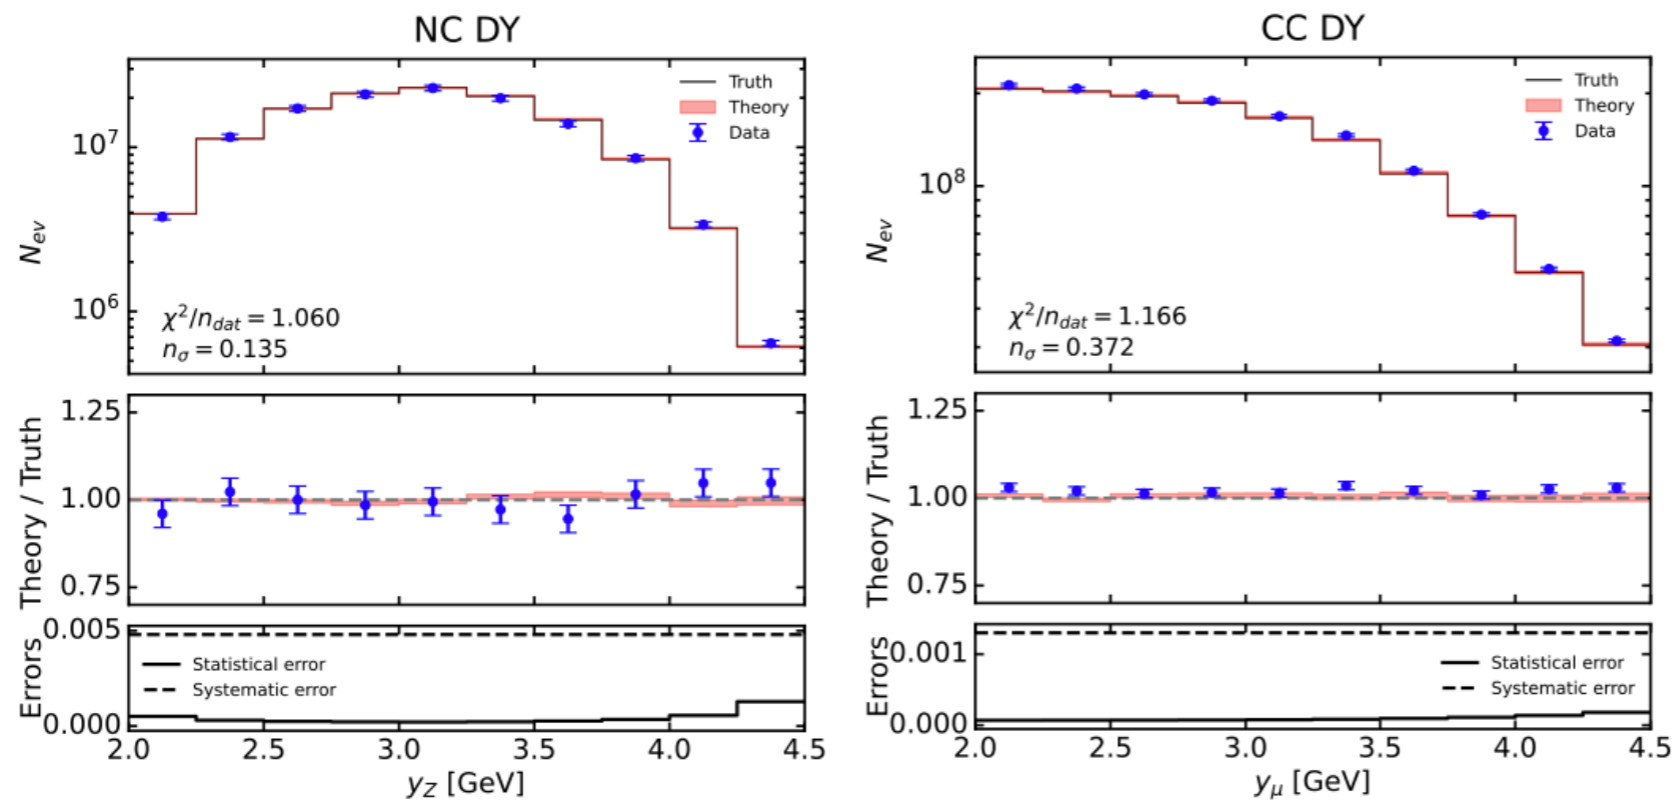 NC DY
Truth
Theory
Data
10^7
10^6
N_ev
χ²/n_dat = 1.060
n_σ = 0.135
1.25
1.00
0.75
Theory / Truth
0.005
0.000
Errors
Statistical error
Systematic error
2.0 2.5 3.0 3.5 4.0 4.5
y_Z [GeV]
CC DY
Truth
Theory
Data
10^8
N_ev
χ²/n_dat = 1.166
n_σ = 0.372
1.25
1.00
0.75
Theory / Truth
0.001
0.000
Errors
Statistical error
Systematic error
2.0 2.5 3.0 3.5 4.0 4.5
y_μ [GeV]